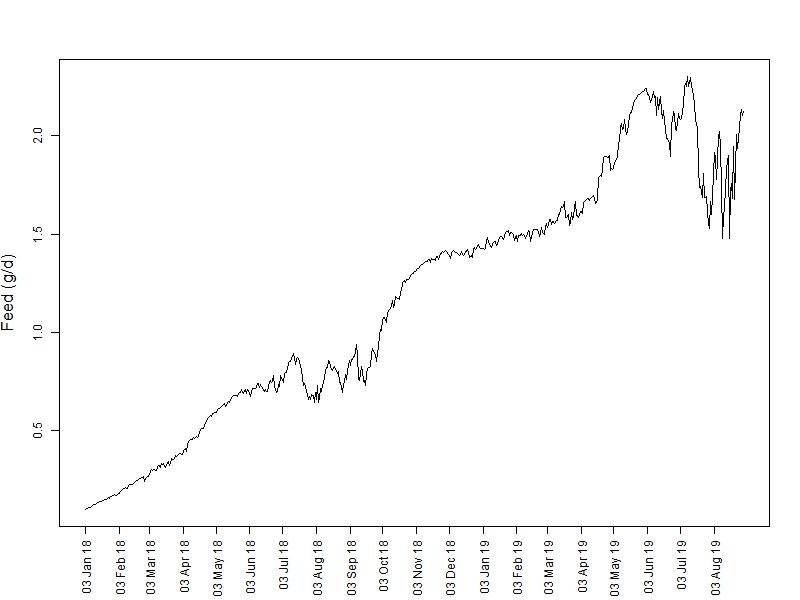 Feed (g/d)
2.0
1.5
1.0
0.5
03 Jan 18
03 Feb 18
03 Mar 18
03 Apr 18
03 May 18
03 Jun 18
03 Jul 18
03 Aug 18
03 Sep 18
03 Oct 18
03 Nov 18
03 Dec 18
03 Jan 19
03 Feb 19
03 Mar 19
03 Apr 19
03 May 19
03 Jun 19
03 Jul 19
03 Aug 19